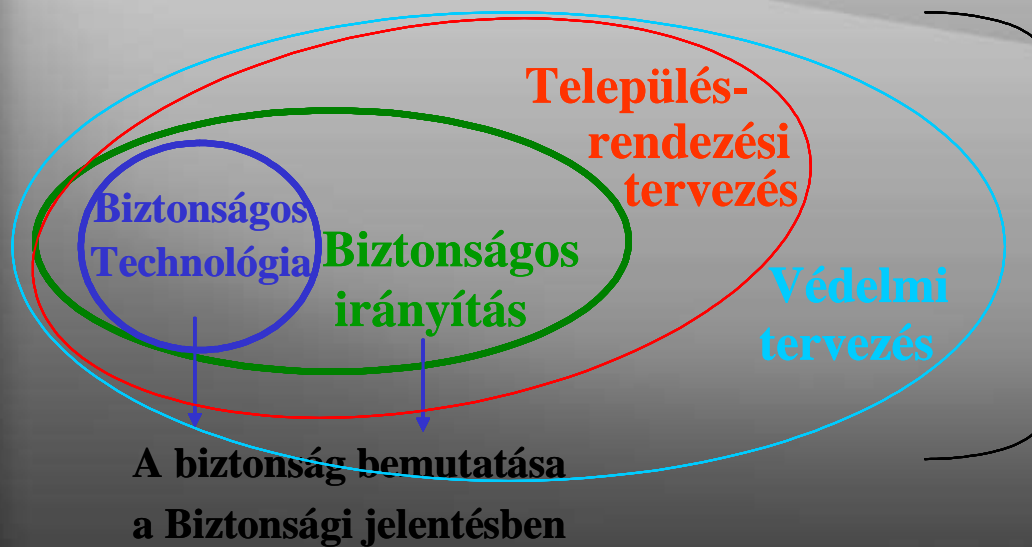 Település-
rendezési
tervezés
Biztonságos
Technológia
Biztonságos
irányítás
Védelmi
tervezés
A biztonság bemutatása
a Biztonsági jelentésben